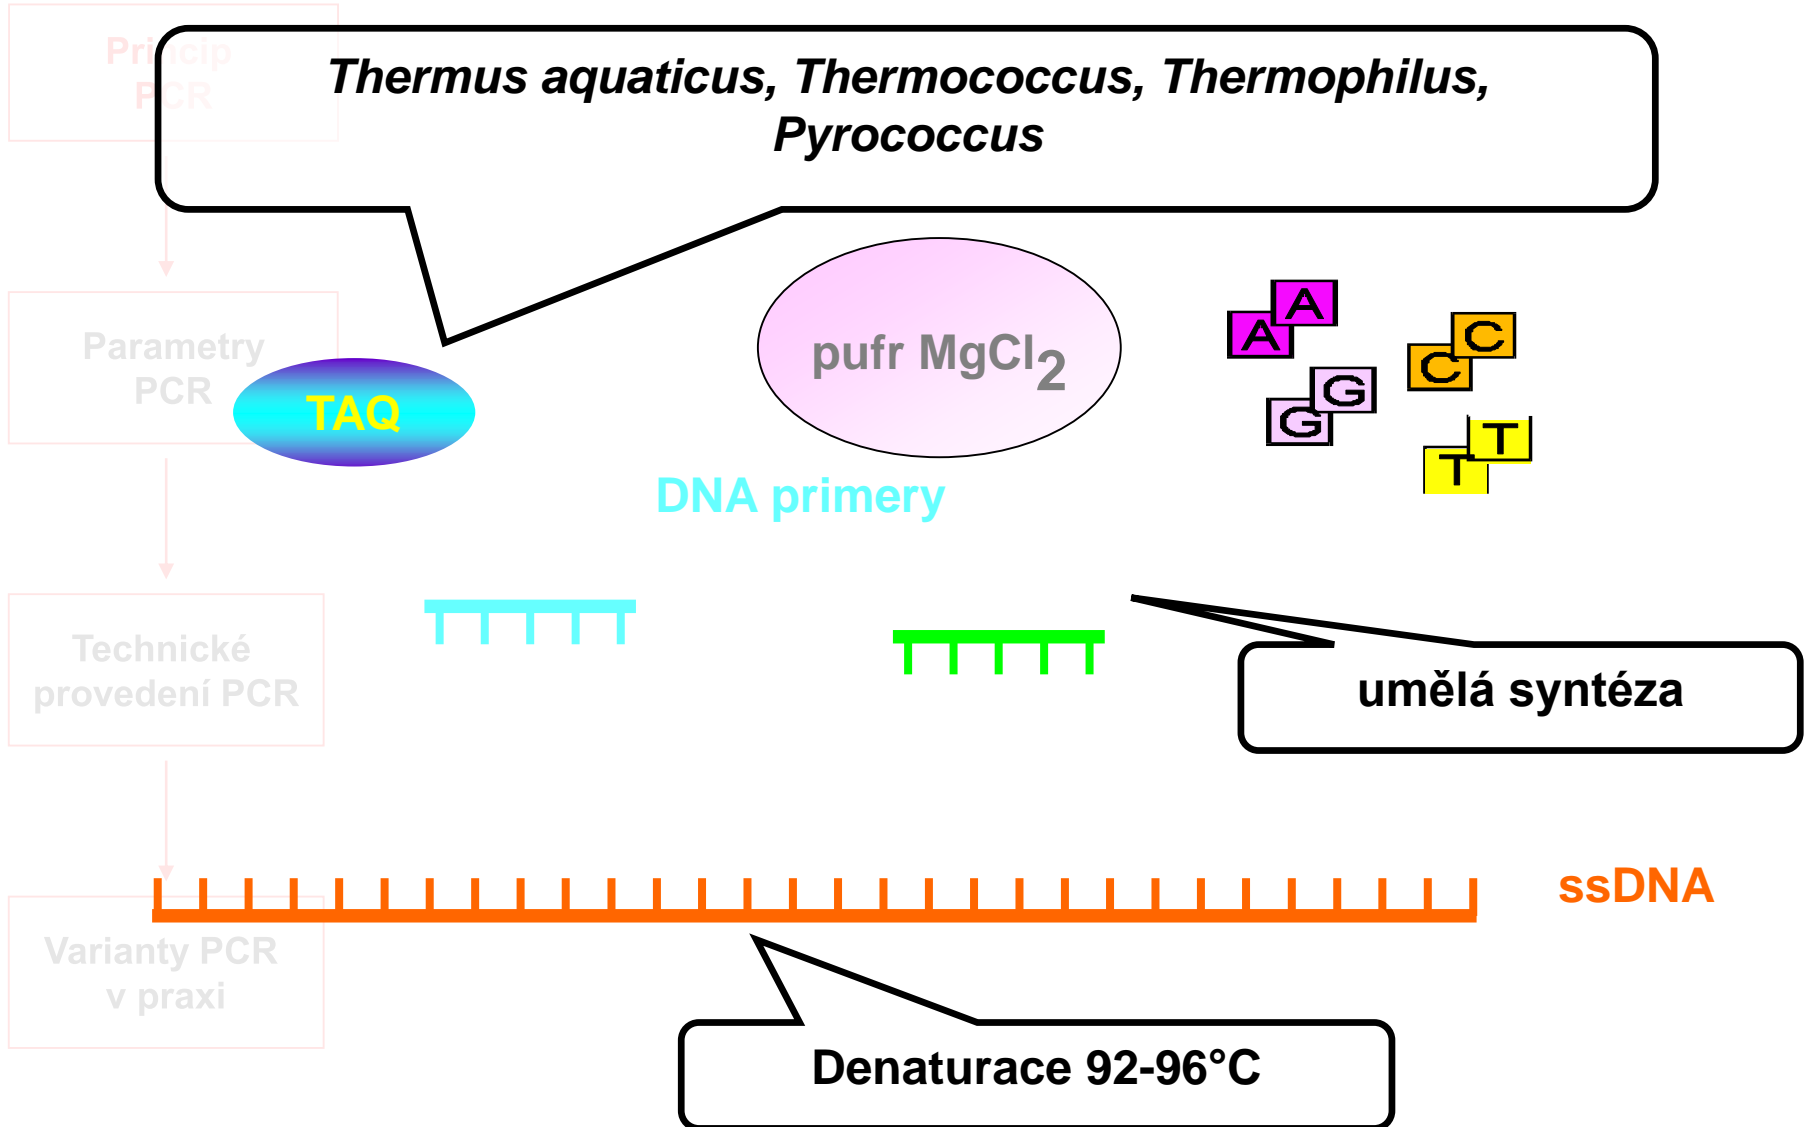 Princip
PCR
Thermus aquaticus, Thermococcus, Thermophilus,
Pyrococcus
Parametry
PCR
TAQ
pufr MgCl2
A
A
C
C
G
G
T
T
DNA primery
Technické
provedení PCR
umělá syntéza
ssDNA
Varianty PCR
v praxi
Denaturace 92-96°C